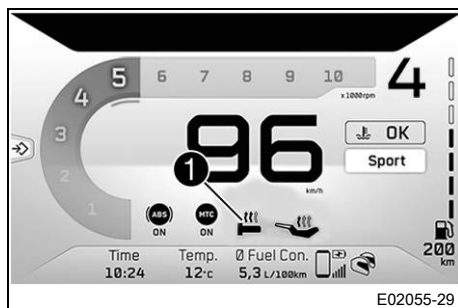 5 6 7 8 9 10
x1000rpm
4
4
3
2
1
96
km/h
OK
Sport
1
ABS
ON
MTC
ON
Time
10:24
Temp.
12°C
Ø Fuel Con.
5,3 L/100km
200
km
E02055-29